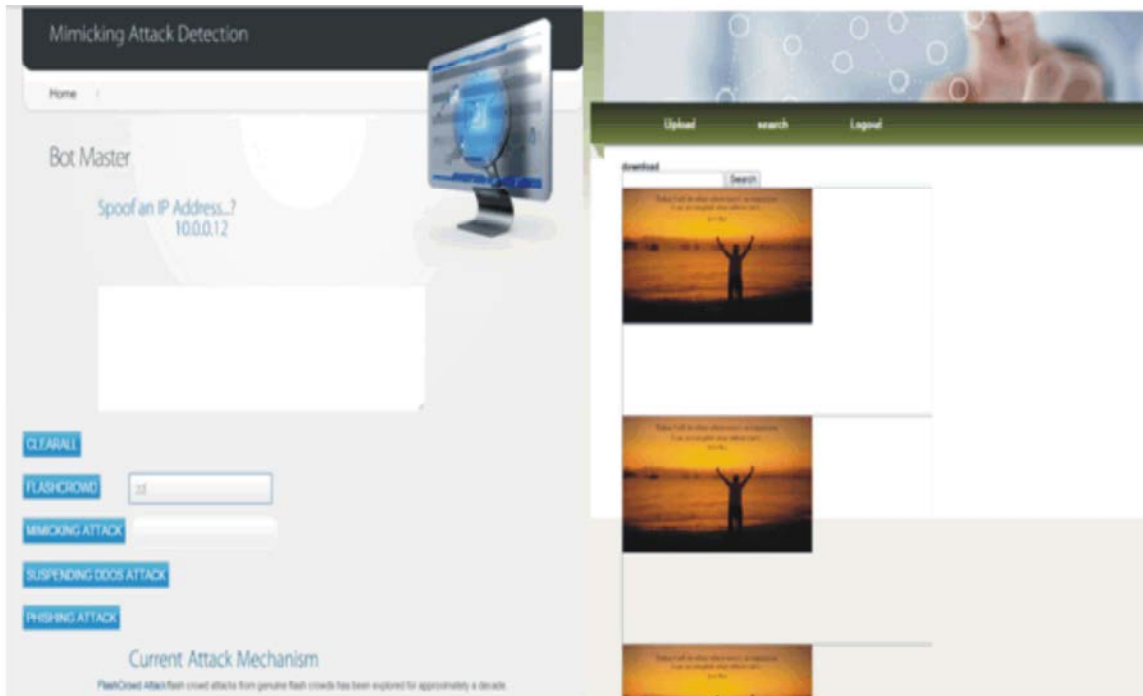 Mimicking Attack Detection
Home
Bot Master
Spoof an IP Address...?
10.0.0.12
CLEARALL
FLASHCROWD
MIMICKING ATTACK
SUSPENDING DDOS ATTACK
PHISHING ATTACK
Current Attack Mechanism
FlashCrowd Attack flash crowd attacks from genuine flash crowds has been explored for approximately a decade.
Upload search Logout
download
Search